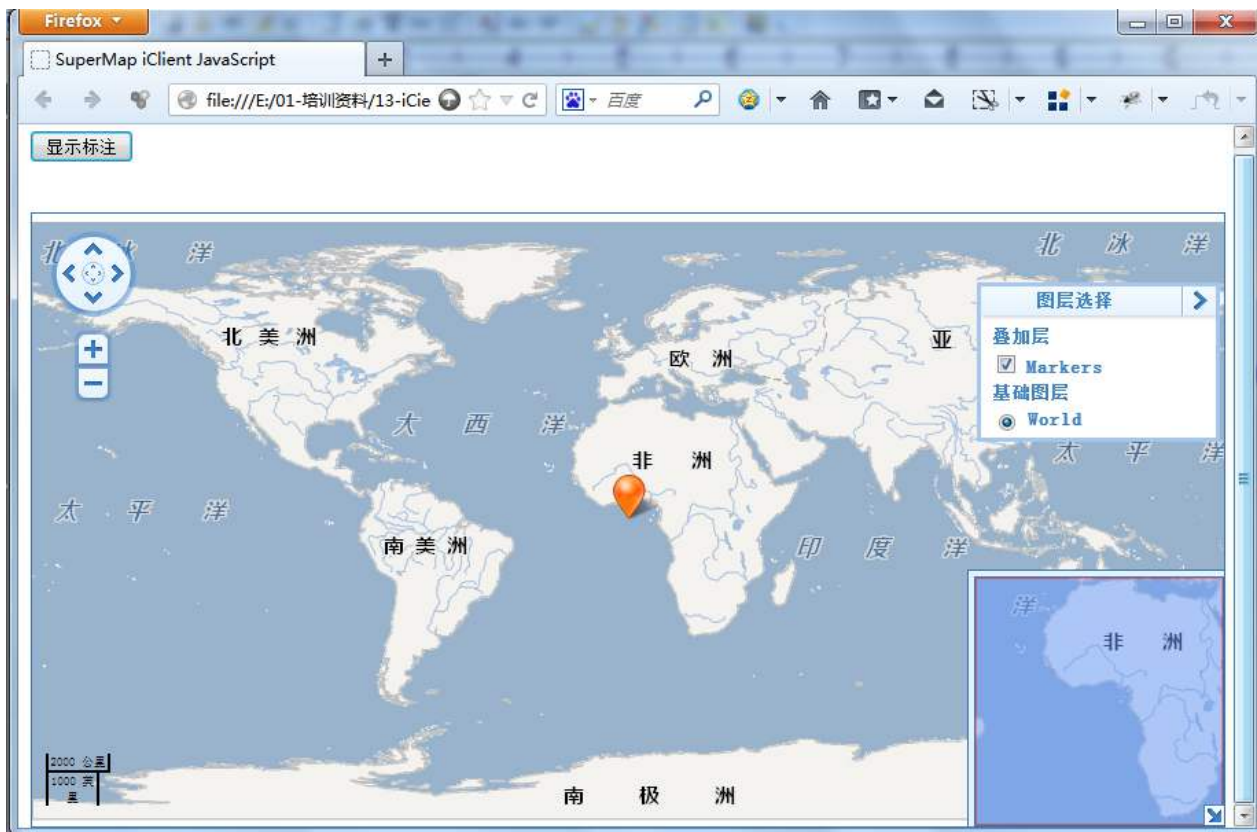 Firefox
SuperMap iClient JavaScript
file:///E:/01-培训资料/13-iCie
百度
显示标注
北 冰 洋
北 冰 洋
图层选择
叠加层
Markers
基础图层
World
北 美 洲
欧 洲
亚
大 西 洋
太 平 洋
非 洲
太 平 洋
南 美 洲
印 度 洋
洋
非 洲
2000 公里
1000 英
里
南 极 洲